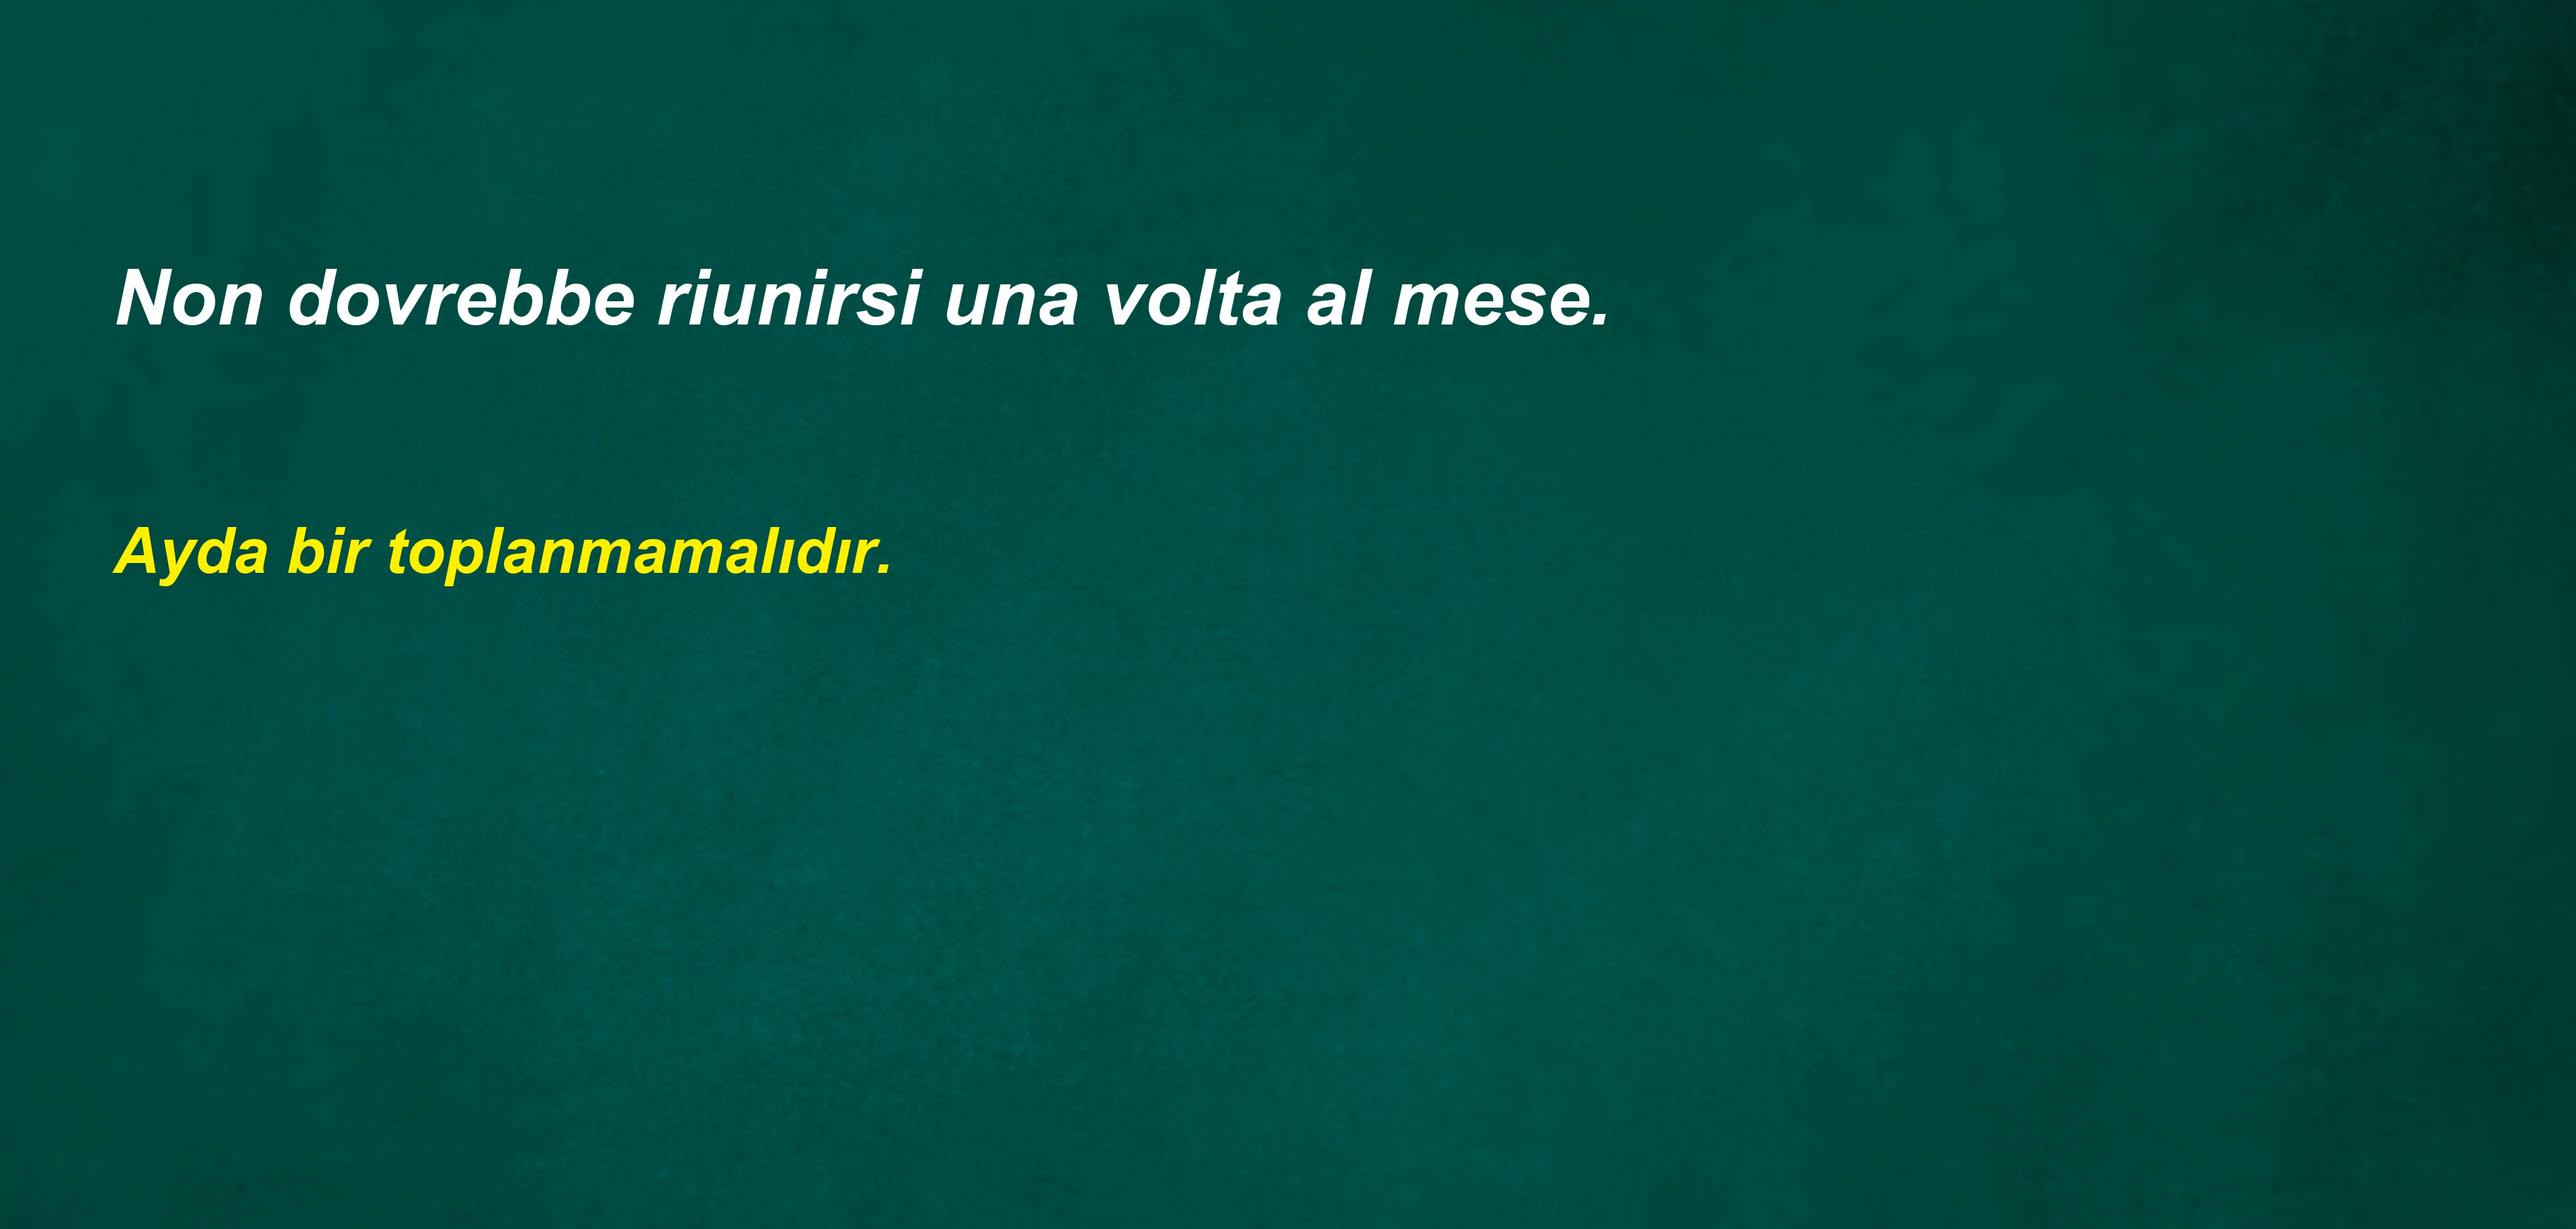 Non dovrebbe riunirsi una volta al mese.
Ayda bir toplanmamalıdır.